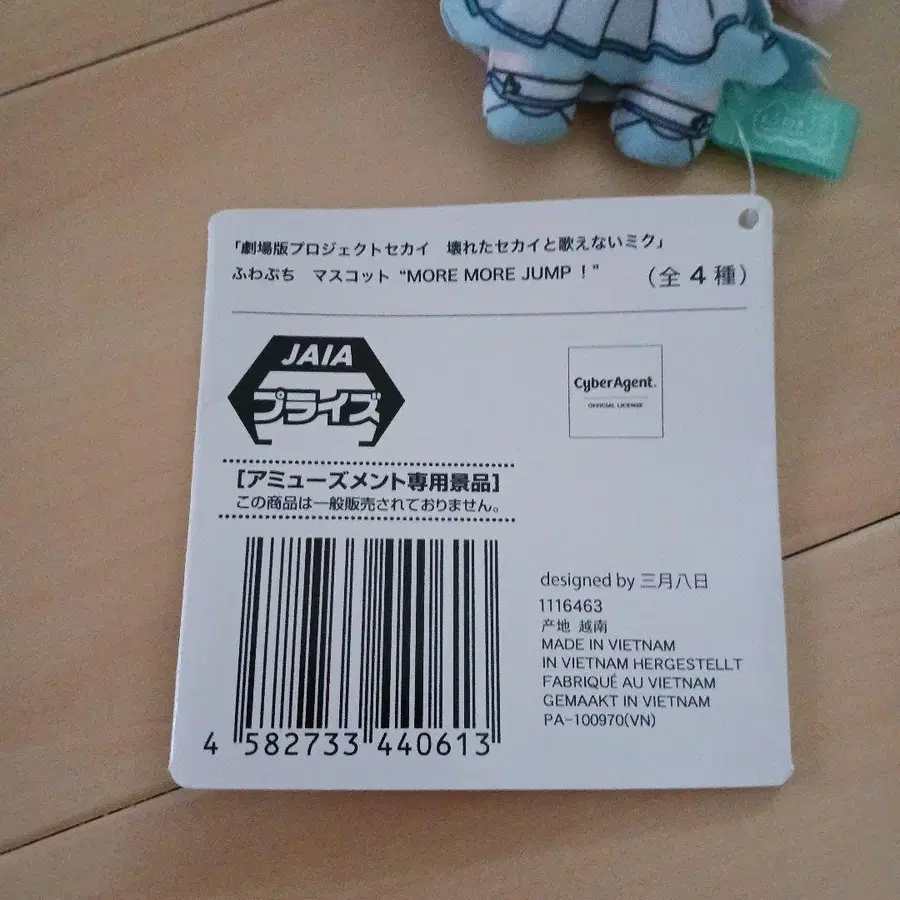 「劇場版プロジェクトセカイ 壊れたセカイと歌えないミク」
ふわぷち マスコット “MORE MORE JUMP！” （全4種）
JAIA
プライズ
CyberAgent.
OFFICIAL LICENSE
[アミューズメント専用景品]
この商品は一般販売されておりません。
4 582733 440613
designed by 三月八日
1116463
产地 越南
MADE IN VIETNAM
IN VIETNAM HERGESTELLT
FABRIQUÉ AU VIETNAM
GEMAAKT IN VIETNAM
PA-100970(VN)